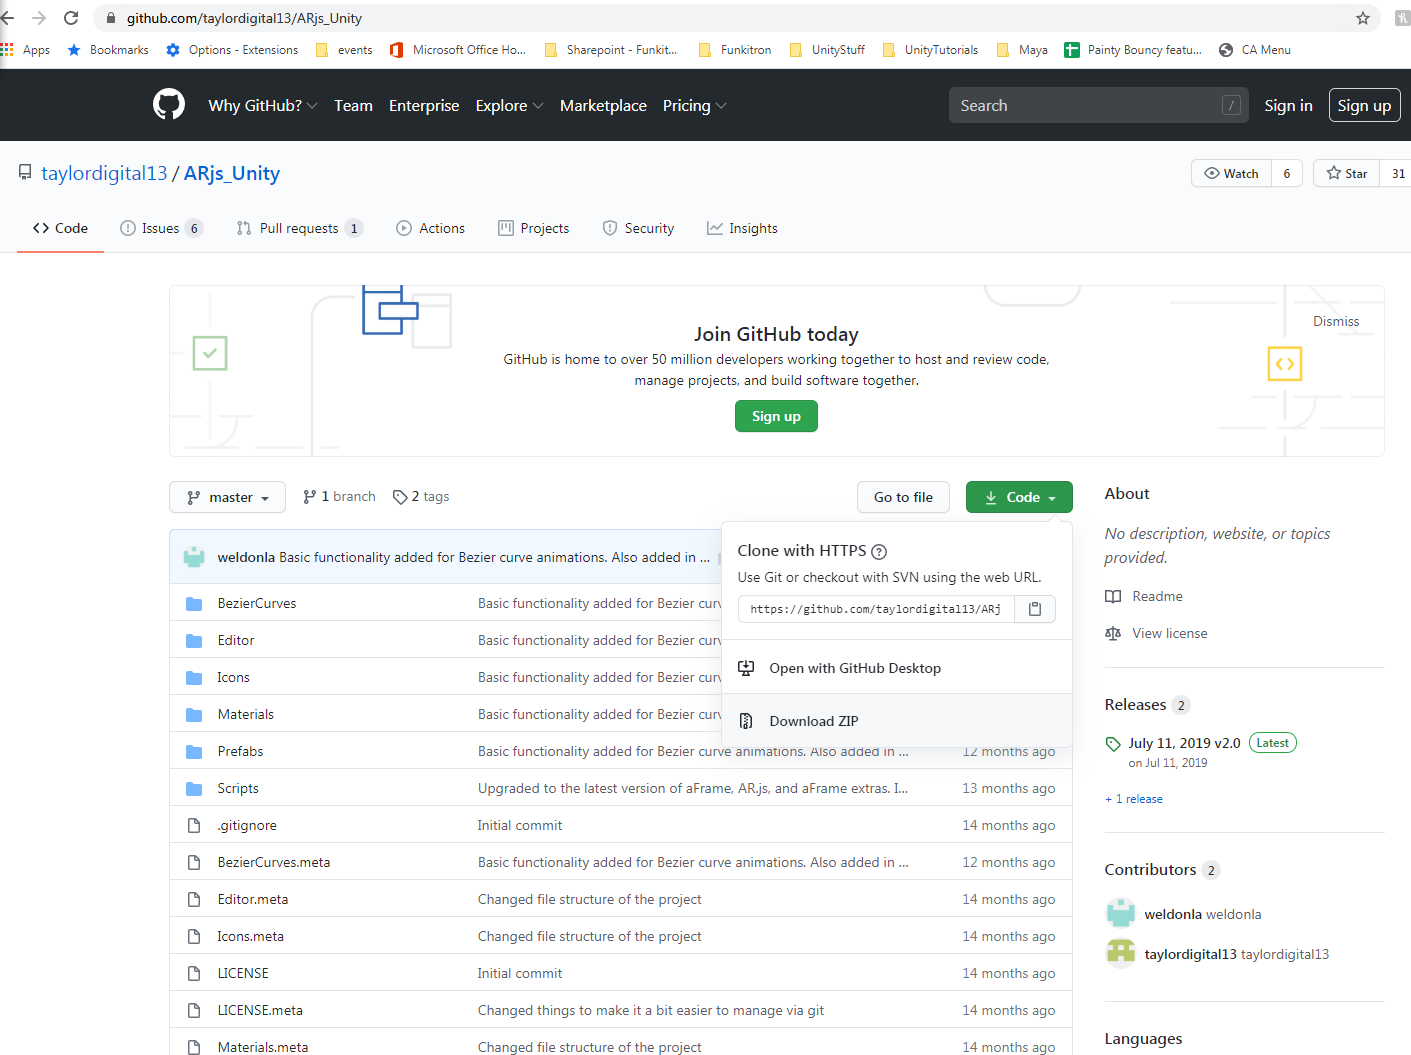 github.com/taylordigital13/ARjs_Unity
Apps Bookmarks Options - Extensions events Microsoft Office Ho... Sharepoint - Funkit... Funkitron UnityStuff UnityTutorials Maya Painty Bouncy featu... CA Menu
Why GitHub? Team Enterprise Explore Marketplace Pricing Search / Sign in Sign up
taylordigital13 / ARjs_Unity Watch 6 Star 31
Code Issues 6 Pull requests 1 Actions Projects Security Insights
Dismiss
Join GitHub today
GitHub is home to over 50 million developers working together to host and review code,
manage projects, and build software together.
Sign up
master 1 branch 2 tags Go to file Code
weldonla Basic functionality added for Bezier curve animations. Also added in ...
BezierCurves Basic functionality added for Bezier curv
Editor Basic functionality added for Bezier curv
Icons Basic functionality added for Bezier curv
Materials Basic functionality added for Bezier curv
Prefabs Basic functionality added for Bezier curve animations. Also added in ... 12 months ago
Scripts Upgraded to the latest version of aFrame, AR.js, and aFrame extras. I... 13 months ago
.gitignore Initial commit 14 months ago
BezierCurves.meta Basic functionality added for Bezier curve animations. Also added in ... 12 months ago
Editor.meta Changed file structure of the project 14 months ago
Icons.meta Changed file structure of the project 14 months ago
LICENSE Initial commit 14 months ago
LICENSE.meta Changed things to make it a bit easier to manage via git 14 months ago
Materials.meta Changed file structure of the project 14 months ago
Clone with HTTPS ?
Use Git or checkout with SVN using the web URL.
https://github.com/taylordigital13/ARj
Open with GitHub Desktop
Download ZIP
About
No description, website, or topics
provided.
Readme
View license
Releases 2
July 11, 2019 v2.0 Latest
on Jul 11, 2019
+ 1 release
Contributors 2
weldonla weldonla
taylordigital13 taylordigital13
Languages